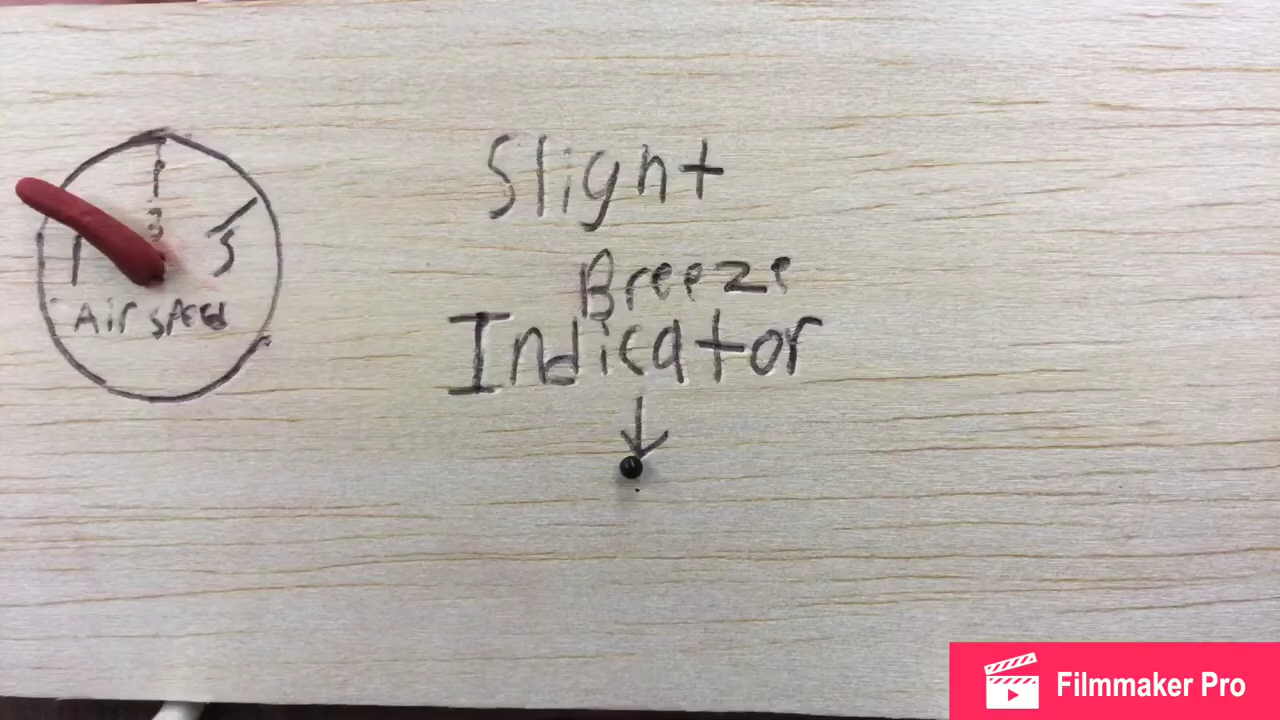 Slight
Breeze
Indicator
3
1
5
Air speed
Filmmaker Pro